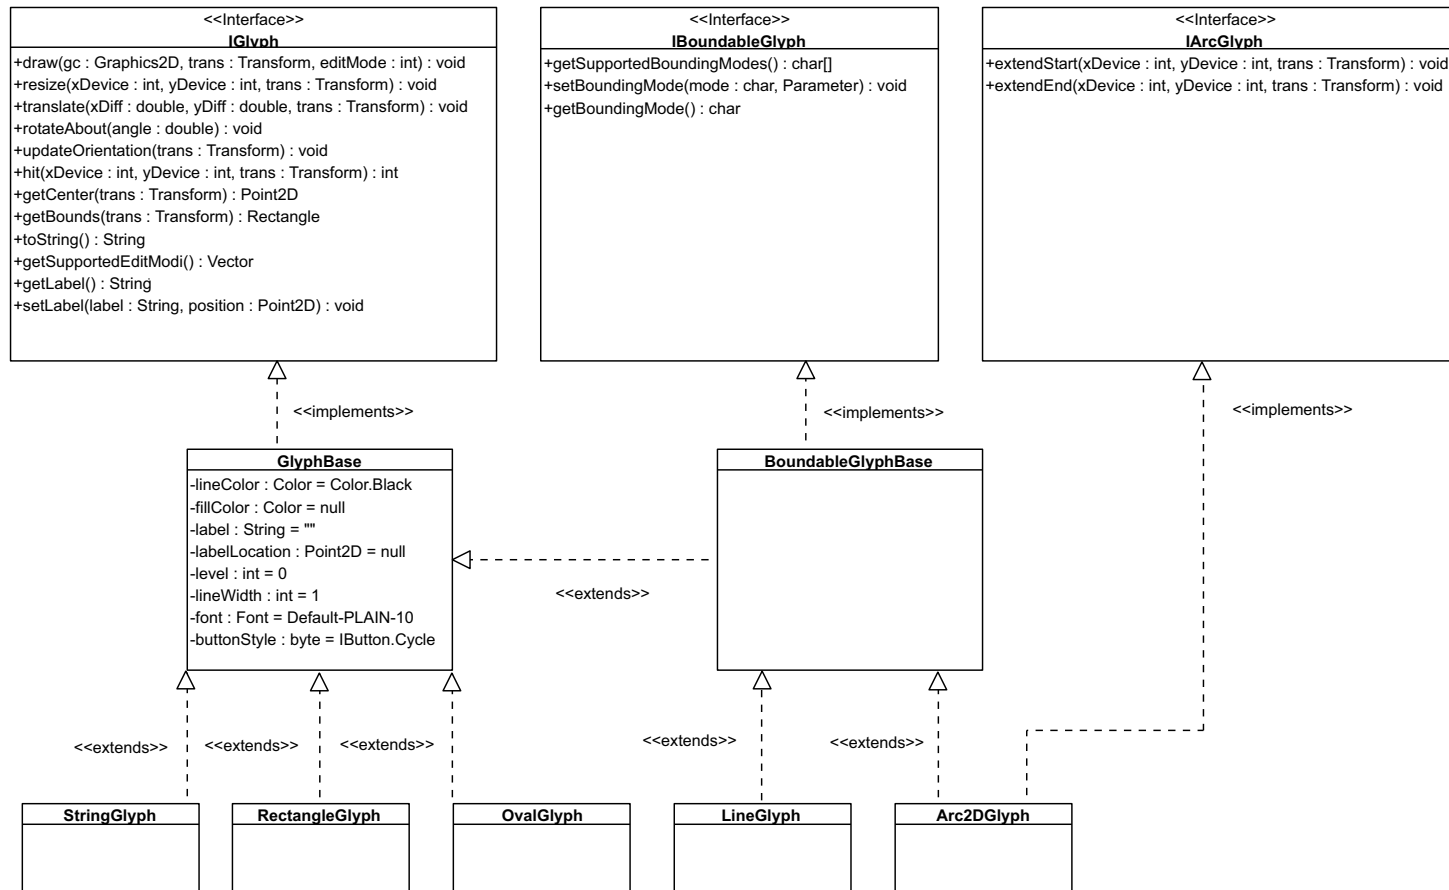 <<Interface>>
IGlyph
+draw(gc : Graphics2D, trans : Transform, editMode : int) : void
+resize(xDevice : int, yDevice : int, trans : Transform) : void
+translate(xDiff : double, yDiff : double, trans : Transform) : void
+rotateAbout(angle : double) : void
+updateOrientation(trans : Transform) : void
+hit(xDevice : int, yDevice : int, trans : Transform) : int
+getCenter(trans : Transform) : Point2D
+getBounds(trans : Transform) : Rectangle
+toString() : String
+getSupportedEditModi() : Vector
+getLabel() : String
+setLabel(label : String, position : Point2D) : void
<<Interface>>
IBoundableGlyph
+getSupportedBoundingModes() : char[]
+setBoundingMode(mode : char, Parameter) : void
+getBoundingMode() : char
<<Interface>>
IArcGlyph
+extendStart(xDevice : int, yDevice : int, trans : Transform) : void
+extendEnd(xDevice : int, yDevice : int, trans : Transform) : void
<<implements>>
<<implements>>
<<implements>>
GlyphBase
-lineColor : Color = Color.Black
-fillColor : Color = null
-label : String = ""
-labelLocation : Point2D = null
-level : int = 0
-lineWidth : int = 1
-font : Font = Default-PLAIN-10
-buttonStyle : byte = IButton.Cycle
<<extends>>
BoundableGlyphBase
<<extends>>
<<extends>>
<<extends>>
<<extends>>
<<extends>>
StringGlyph
RectangleGlyph
OvalGlyph
LineGlyph
Arc2DGlyph